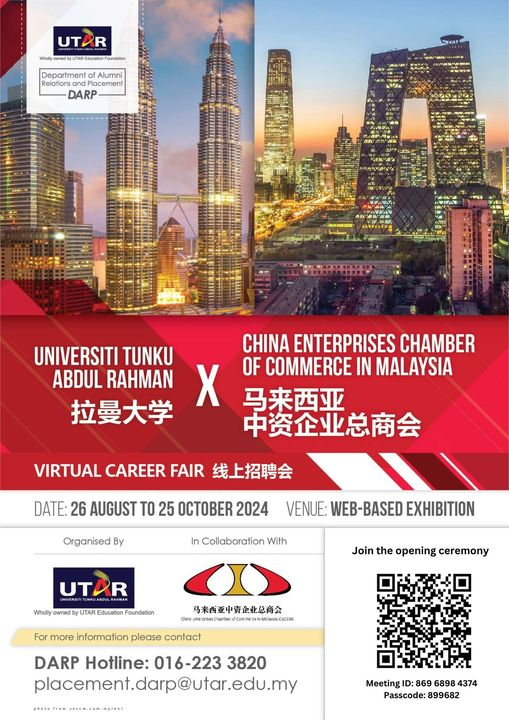 UTAR
UNIVERSITI TUNKU ABDUL RAHMAN
Wholly owned by UTAR Education Foundation
Department of Alumni
Relations and Placement
DARP
UNIVERSITI TUNKU
ABDUL RAHMAN
拉曼大学
X
CHINA ENTERPRISES CHAMBER
OF COMMERCE IN MALAYSIA
马来西亚
中资企业总商会
VIRTUAL CAREER FAIR 线上招聘会
DATE: 26 AUGUST TO 25 OCTOBER 2024 VENUE: WEB-BASED EXHIBITION
Organised By
In Collaboration With
UTAR
UNIVERSITI TUNKU ABDUL RAHMAN
Wholly owned by UTAR Education Foundation
马来西亚中资企业总商会
China Enterprises Chamber of Commerce in Malaysia
For more information please contact
DARP Hotline: 016-223 3820
placement.darp@utar.edu.my
Join the opening ceremony
Meeting ID: 869 6898 4374
Passcode: 899682